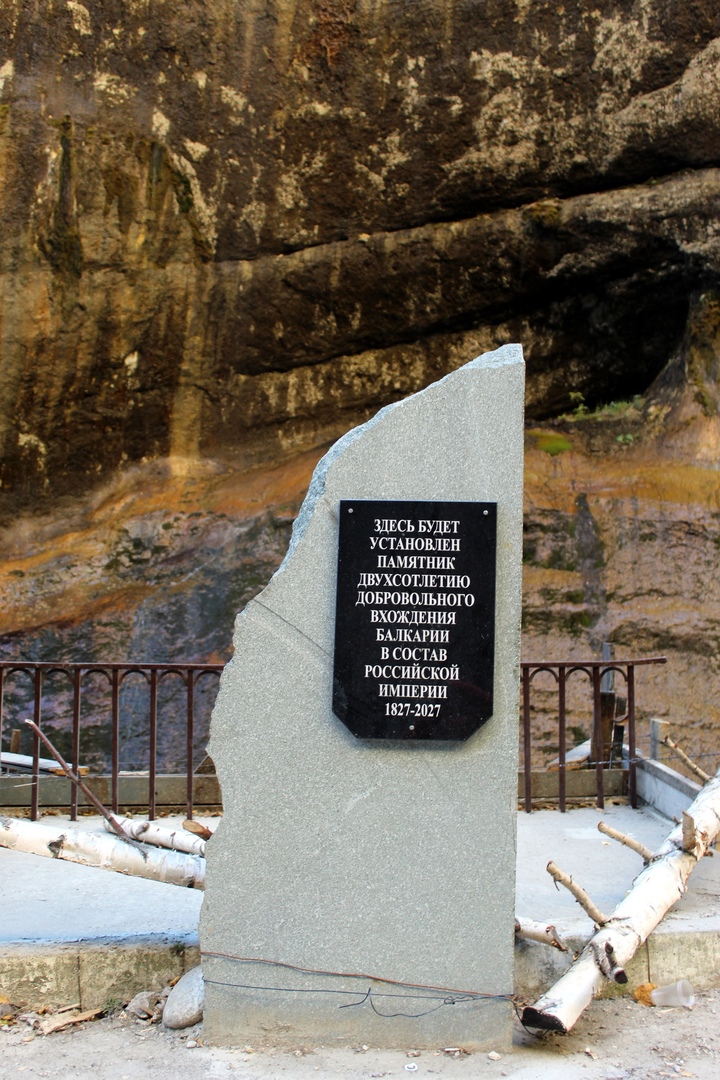 ЗДЕСЬ БУДЕТ
УСТАНОВЛЕН
ПАМЯТНИК
ДВУХСОТЛЕТИЮ
ДОБРОВОЛЬНОГО
ВХОЖДЕНИЯ
БАЛКАРИИ
В СОСТАВ
РОССИЙСКОЙ
ИМПЕРИИ
1827-2027